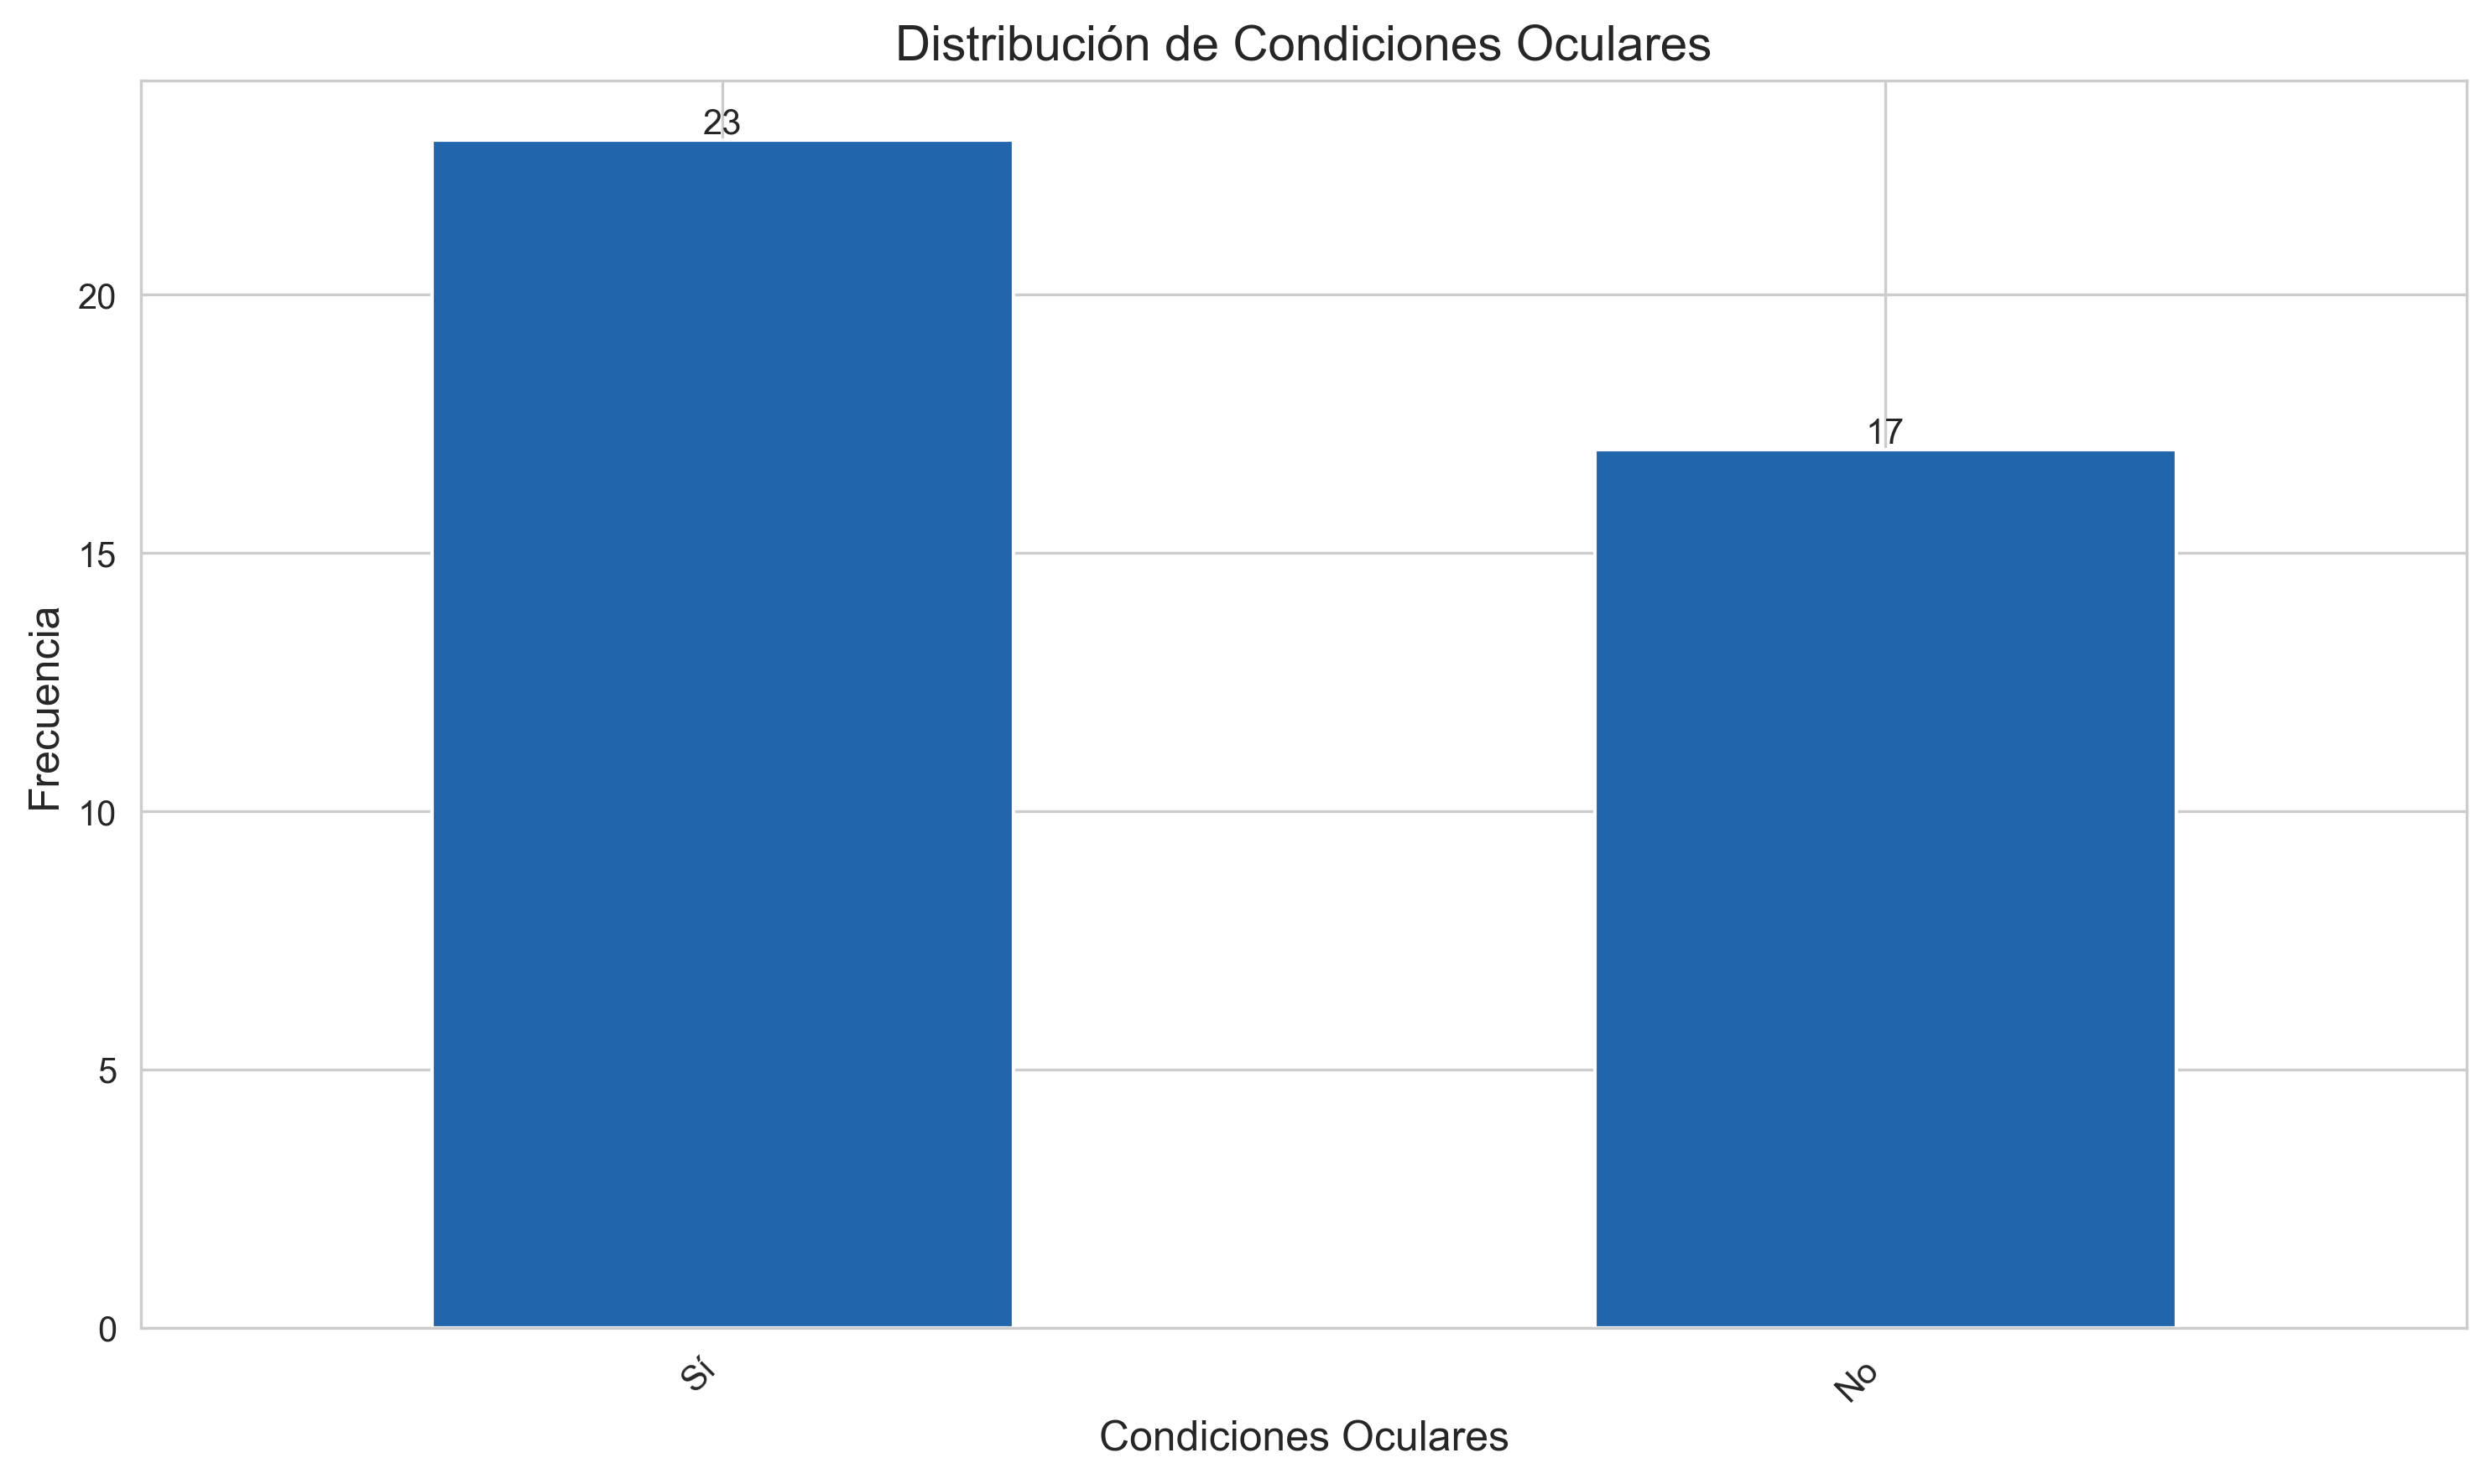 Distribución de Condiciones Oculares
23
17
20
15
10
5
0
Frecuencia
Sí
No
Condiciones Oculares